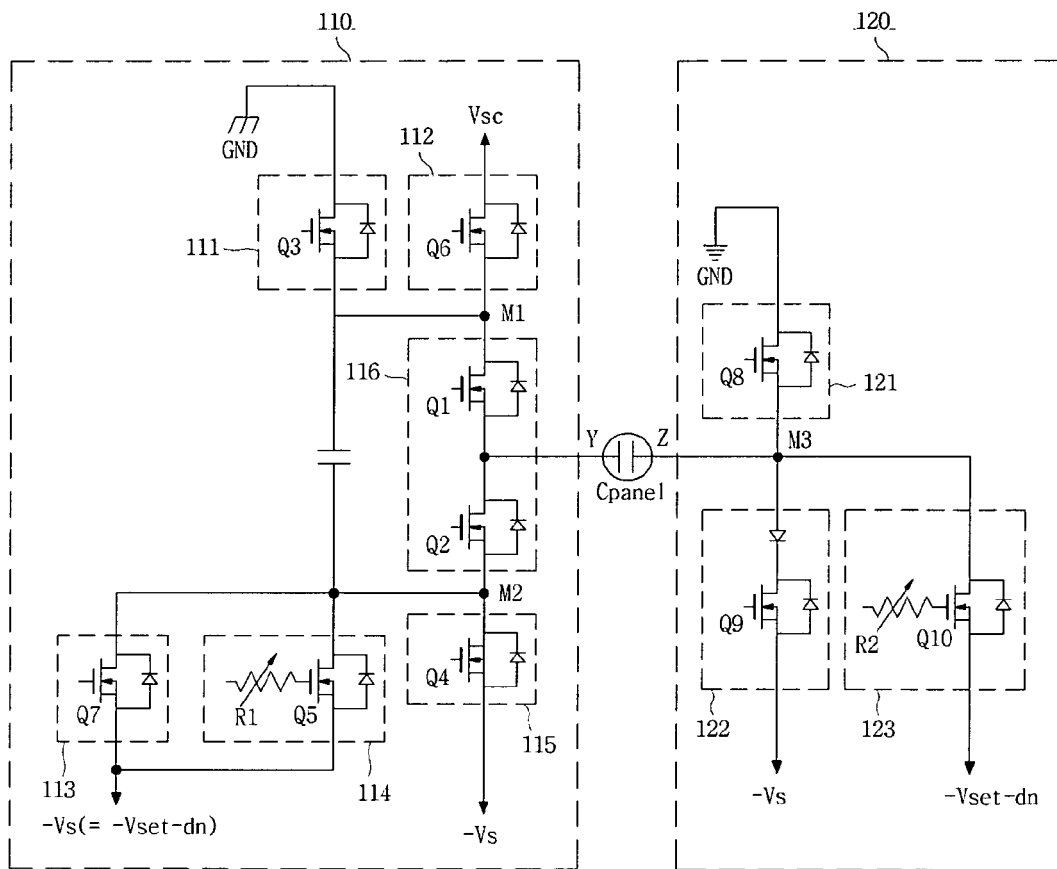 110
120
GND
Vsc
112
Q3
Q6
111
GND
M1
116
Q1
Q8
121
Y
Z
M3
Cpanel
Q2
M2
Q9
R2
Q10
Q7
R1
Q5
Q4
113
114
115
122
123
-Vs(= -Vset-dn)
-Vs
-Vs
-Vset-dn